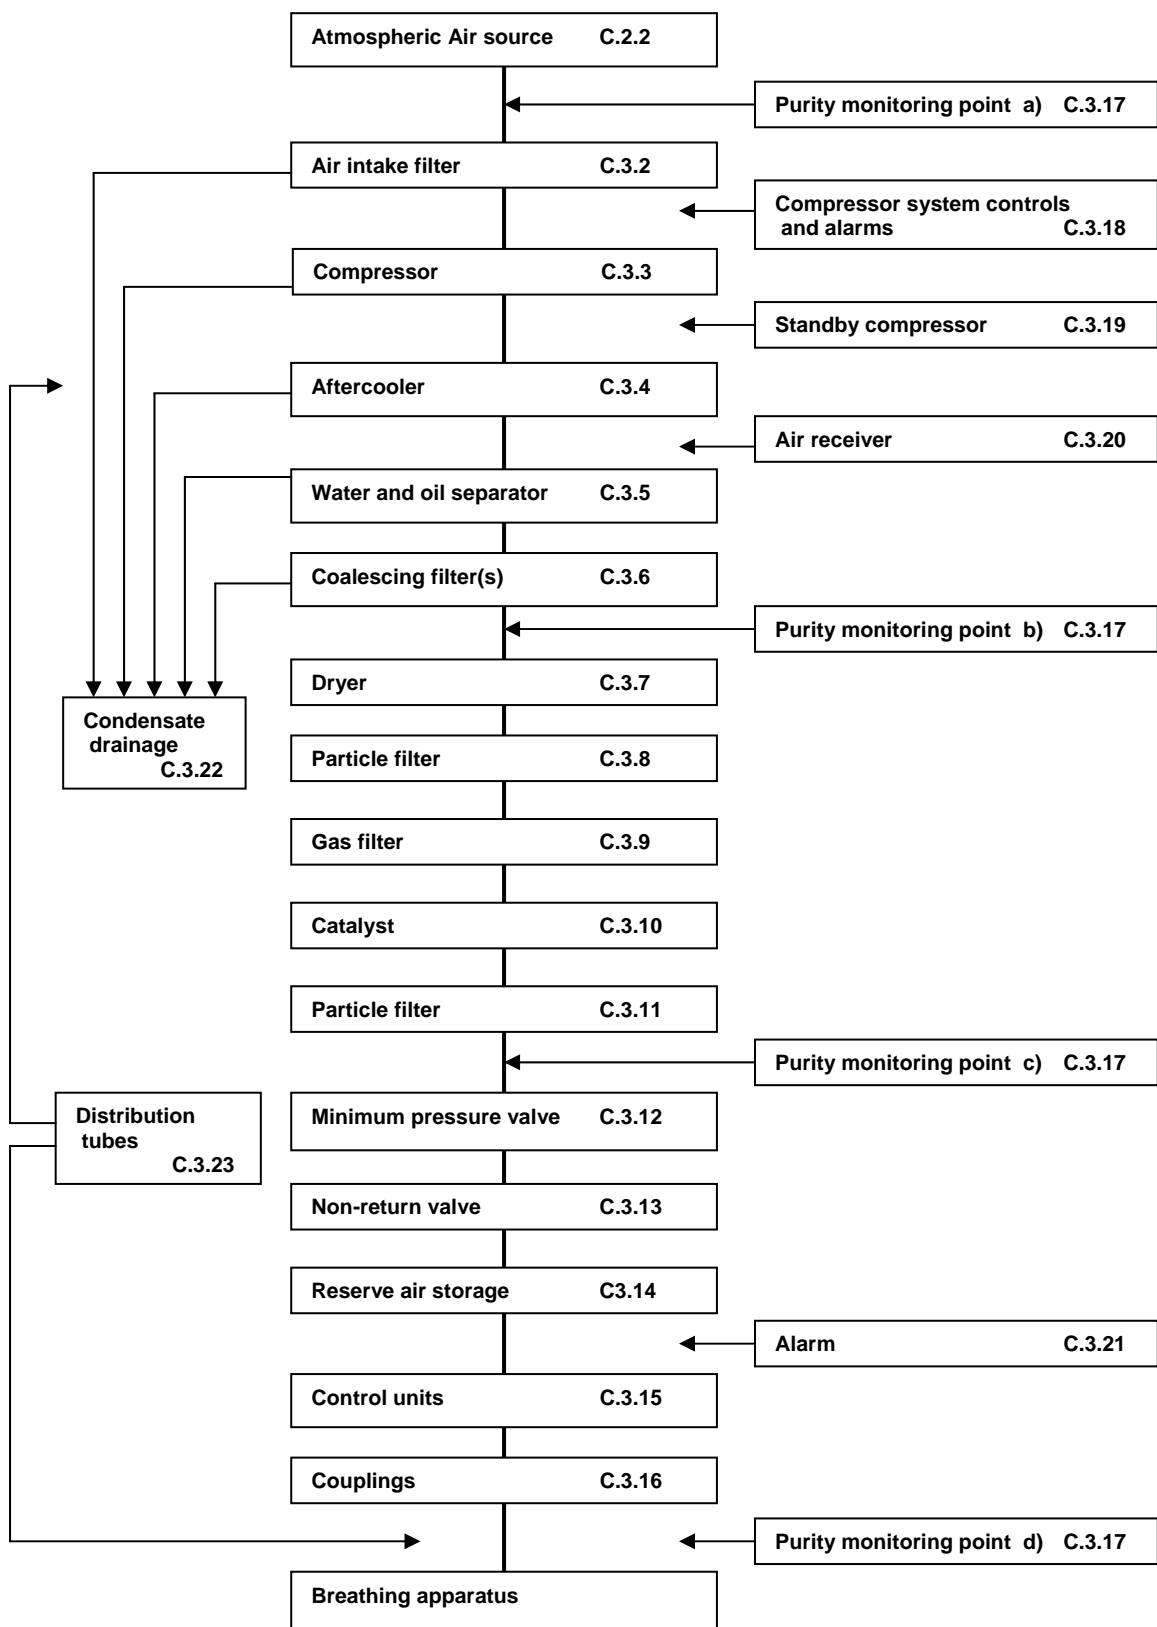 Atmospheric Air source C.2.2
Purity monitoring point a) C.3.17
Air intake filter C.3.2
Compressor system controls
and alarms C.3.18
Compressor C.3.3
Standby compressor C.3.19
Aftercooler C.3.4
Air receiver C.3.20
Water and oil separator C.3.5
Coalescing filter(s) C.3.6
Purity monitoring point b) C.3.17
Dryer C.3.7
Condensate
drainage
C.3.22
Particle filter C.3.8
Gas filter C.3.9
Catalyst C.3.10
Particle filter C.3.11
Purity monitoring point c) C.3.17
Distribution
tubes
C.3.23
Minimum pressure valve C.3.12
Non-return valve C.3.13
Reserve air storage C3.14
Alarm C.3.21
Control units C.3.15
Couplings C.3.16
Purity monitoring point d) C.3.17
Breathing apparatus